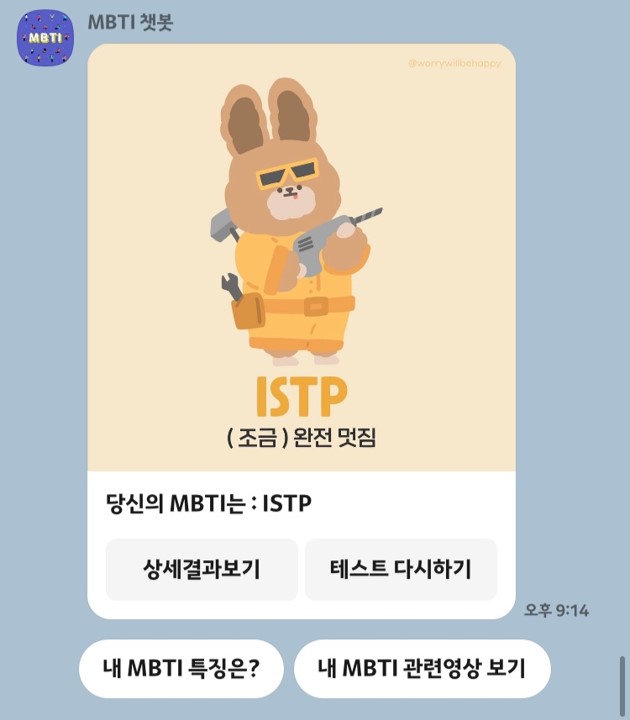 MBTI
MBTI 챗봇
@worrywillbehappy
ISTP
( 조금 ) 완전 멋짐
당신의 MBTI는 : ISTP
상세결과보기
테스트 다시하기
오후 9:14
내 MBTI 특징은?
내 MBTI 관련영상 보기